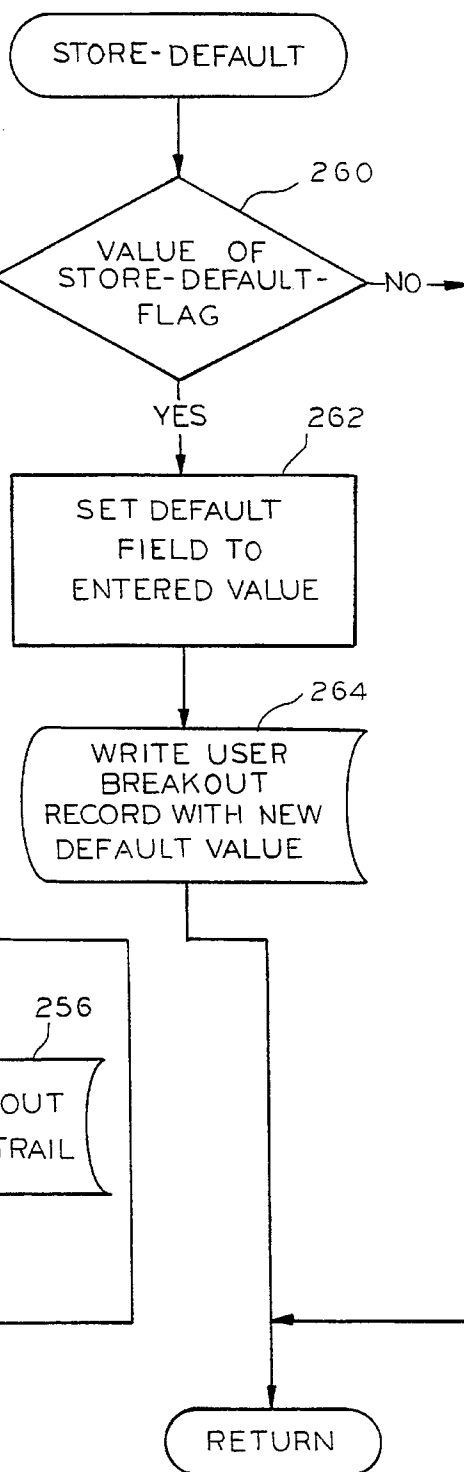 STORE-DEFAULT
260
VALUE OF
STORE-DEFAULT-
FLAG
NO
YES
262
SET DEFAULT
FIELD TO
ENTERED VALUE
264
WRITE USER
BREAKOUT
RECORD WITH NEW
DEFAULT VALUE
256
OUT
TRAIL
RETURN